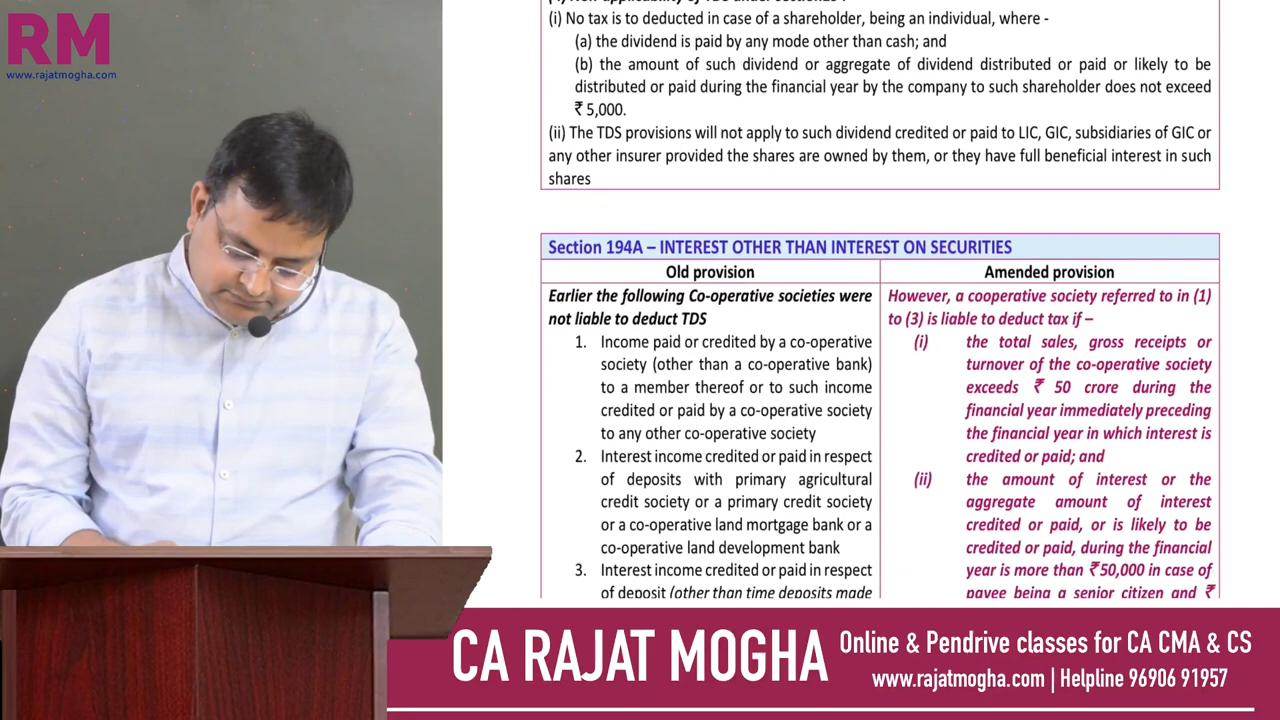 RM
www.rajatmogha.com
(i) No tax is to deducted in case of a shareholder, being an individual, where -
(a) the dividend is paid by any mode other than cash; and
(b) the amount of such dividend or aggregate of dividend distributed or paid or likely to be
distributed or paid during the financial year by the company to such shareholder does not exceed
₹ 5,000.
(ii) The TDS provisions will not apply to such dividend credited or paid to LIC, GIC, subsidiaries of GIC or
any other insurer provided the shares are owned by them, or they have full beneficial interest in such
shares
Section 194A – INTEREST OTHER THAN INTEREST ON SECURITIES
Old provision
Earlier the following Co-operative societies were
not liable to deduct TDS
1. Income paid or credited by a co-operative
society (other than a co-operative bank)
to a member thereof or to such income
credited or paid by a co-operative society
to any other co-operative society
2. Interest income credited or paid in respect
of deposits with primary agricultural
credit society or a primary credit society
or a co-operative land mortgage bank or a
co-operative land development bank
3. Interest income credited or paid in respect
of deposit (other than time deposits made
Amended provision
However, a cooperative society referred to in (1)
to (3) is liable to deduct tax if –
(i) the total sales, gross receipts or
turnover of the co-operative society
exceeds ₹ 50 crore during the
financial year immediately preceding
the financial year in which interest is
credited or paid; and
(ii) the amount of interest or the
aggregate amount of interest
credited or paid, or is likely to be
credited or paid, during the financial
year is more than ₹50,000 in case of
payee being a senior citizen and ₹
CA RAJAT MOGHA
Online & Pendrive classes for CA CMA & CS
www.rajatmogha.com | Helpline 96906 91957